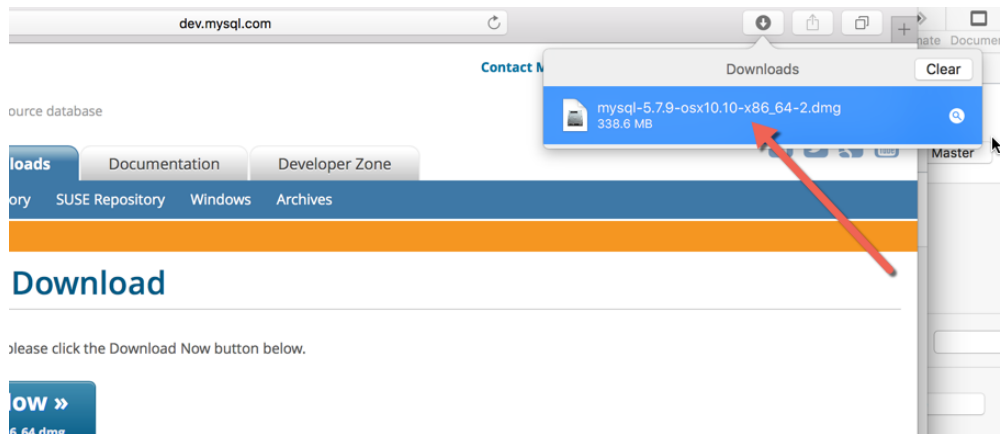 dev.mysql.com
nate Documen
Contact M
Downloads
Clear
mysql-5.7.9-osx10.10-x86_64-2.dmg
338.6 MB
ource database
Master
loads Documentation Developer Zone
ory SUSE Repository Windows Archives
Download
please click the Download Now button below.
low »
6_64.dmg